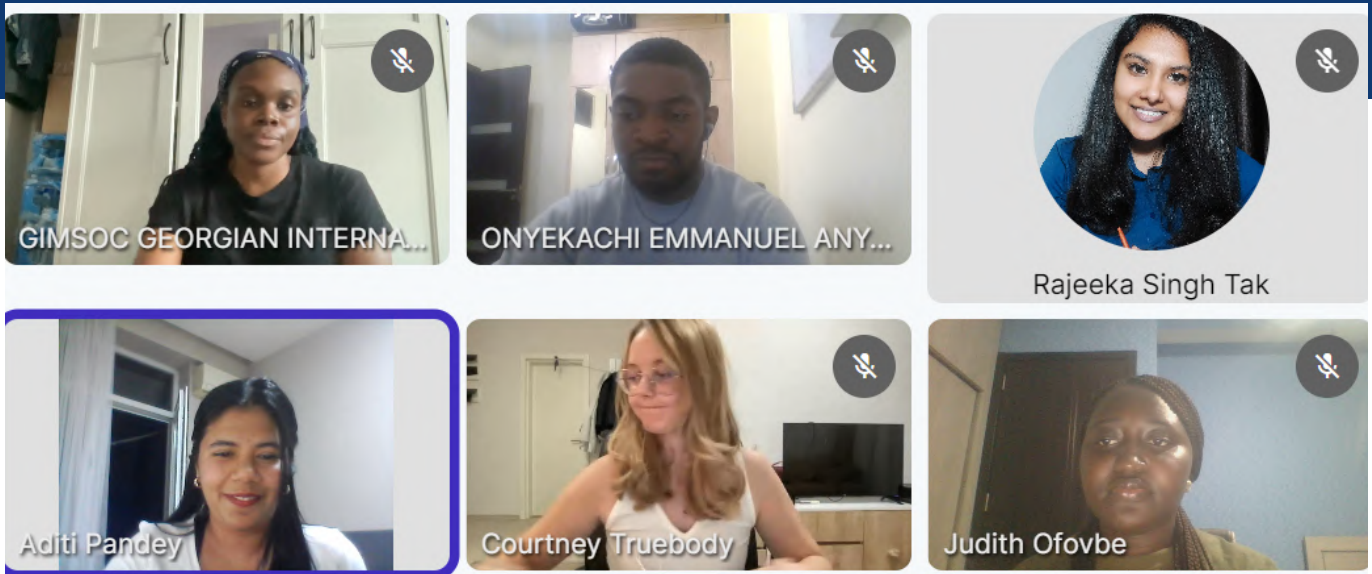 GIMSOC GEORGIAN INTERNA...
ONYEKACHI EMMANUEL ANY...
Rajeeka Singh Tak
Aditi Pandey
Courtney Truebody
Judith Ofovbe